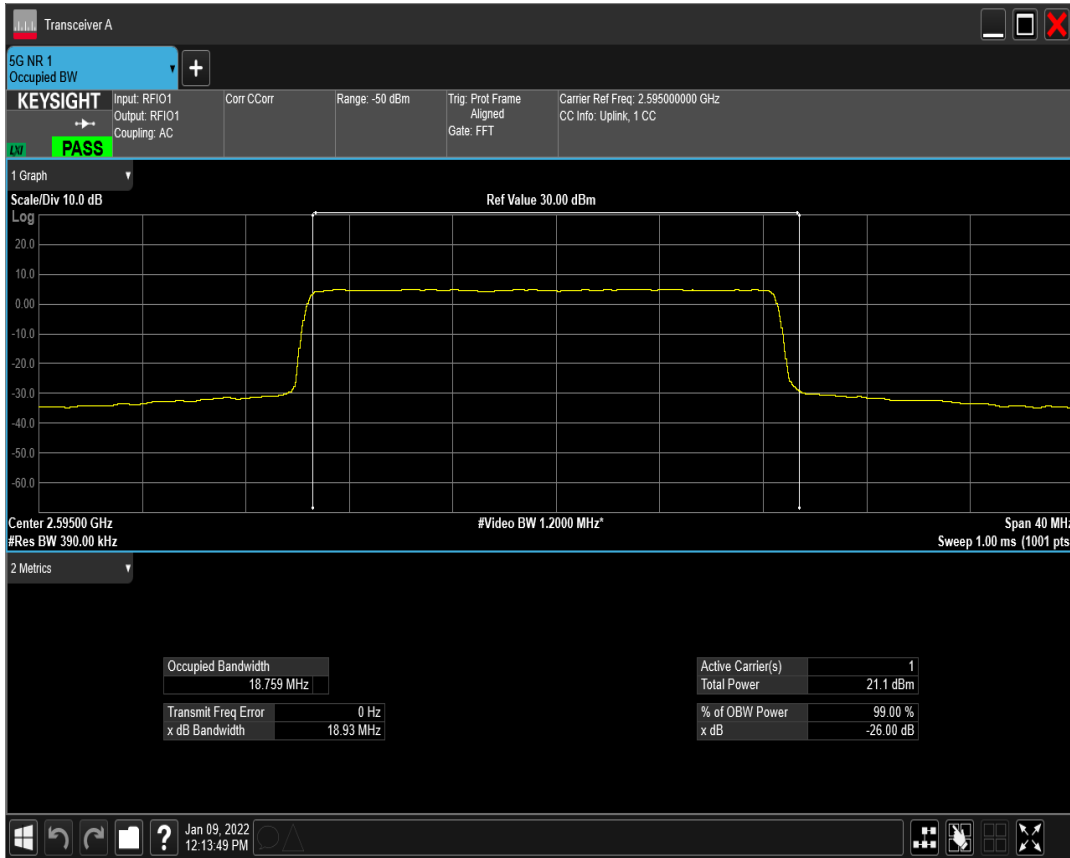 Transceiver A
5G NR 1
Occupied BW
KEYSIGHT
Input: RFIO1
Output: RFIO1
Coupling: AC
Corr CCorr
Range: -50 dBm
Trig: Prot Frame
Aligned
Gate: FFT
Carrier Ref Freq: 2.595000000 GHz
CC Info: Uplink, 1 CC
LXI
PASS
1 Graph
Scale/Div 10.0 dB
Ref Value 30.00 dBm
Log
20.0
10.0
0.00
-10.0
-20.0
-30.0
-40.0
-50.0
-60.0
Center 2.59500 GHz
#Video BW 1.2000 MHz*
Span 40 MHz
#Res BW 390.00 kHz
Sweep 1.00 ms (1001 pts
2 Metrics
Occupied Bandwidth
18.759 MHz
Transmit Freq Error 0 Hz
x dB Bandwidth 18.93 MHz
Active Carrier(s) 1
Total Power 21.1 dBm
% of OBW Power 99.00 %
x dB -26.00 dB
?
Jan 09, 2022
12:13:49 PM